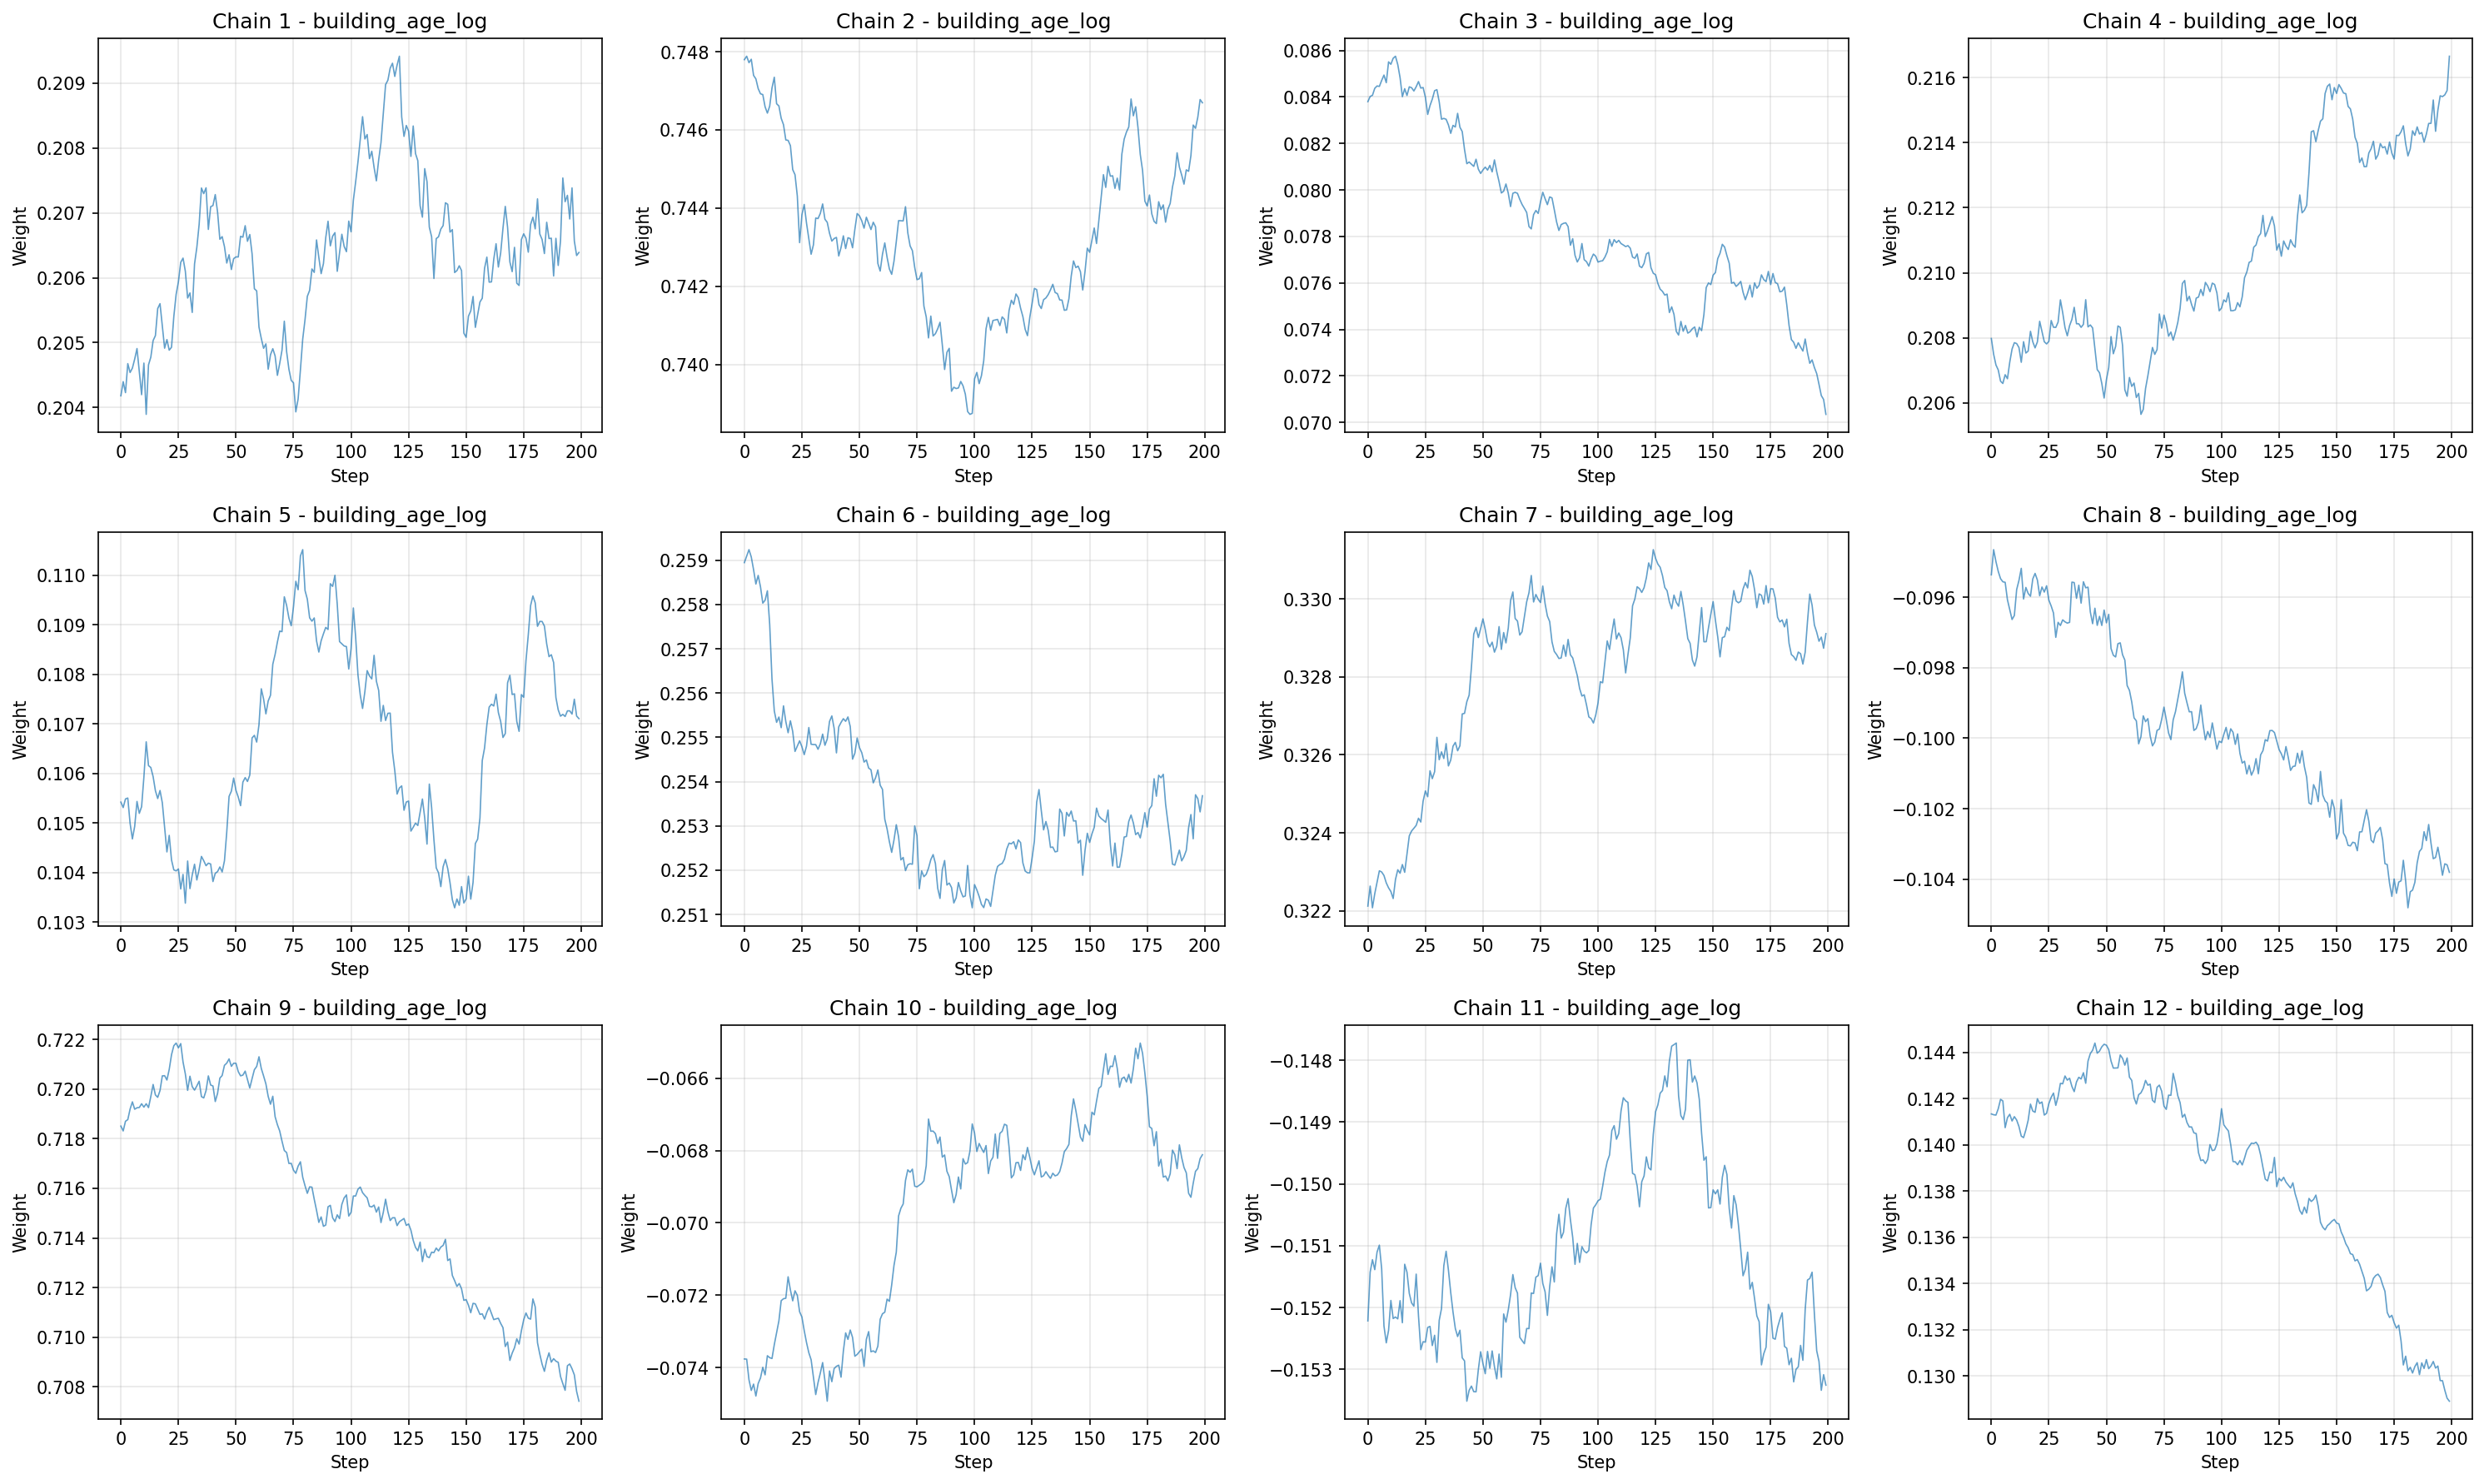 Chain 1 - building_age_log
Weight
0.209
0.208
0.207
0.206
0.205
0.204
0 25 50 75 100 125 150 175 200
Step
Chain 2 - building_age_log
Weight
0.748
0.746
0.744
0.742
0.740
0 25 50 75 100 125 150 175 200
Step
Chain 3 - building_age_log
Weight
0.086
0.084
0.082
0.080
0.078
0.076
0.074
0.072
0.070
0 25 50 75 100 125 150 175 200
Step
Chain 4 - building_age_log
Weight
0.216
0.214
0.212
0.210
0.208
0.206
0 25 50 75 100 125 150 175 200
Step
Chain 5 - building_age_log
Weight
0.110
0.109
0.108
0.107
0.106
0.105
0.104
0.103
0 25 50 75 100 125 150 175 200
Step
Chain 6 - building_age_log
Weight
0.259
0.258
0.257
0.256
0.255
0.254
0.253
0.252
0.251
0 25 50 75 100 125 150 175 200
Step
Chain 7 - building_age_log
Weight
0.330
0.328
0.326
0.324
0.322
0 25 50 75 100 125 150 175 200
Step
Chain 8 - building_age_log
Weight
−0.096
−0.098
−0.100
−0.102
−0.104
0 25 50 75 100 125 150 175 200
Step
Chain 9 - building_age_log
Weight
0.722
0.720
0.718
0.716
0.714
0.712
0.710
0.708
0 25 50 75 100 125 150 175 200
Step
Chain 10 - building_age_log
Weight
−0.066
−0.068
−0.070
−0.072
−0.074
0 25 50 75 100 125 150 175 200
Step
Chain 11 - building_age_log
Weight
−0.148
−0.149
−0.150
−0.151
−0.152
−0.153
0 25 50 75 100 125 150 175 200
Step
Chain 12 - building_age_log
Weight
0.144
0.142
0.140
0.138
0.136
0.134
0.132
0.130
0 25 50 75 100 125 150 175 200
Step